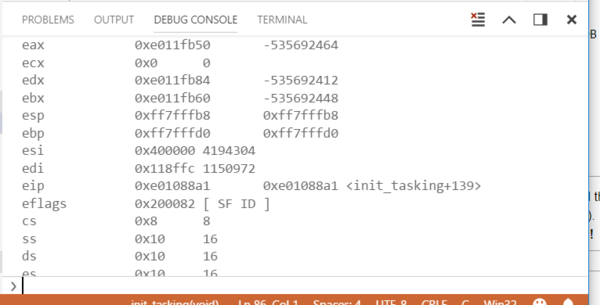 PROBLEMS OUTPUT DEBUG CONSOLE TERMINAL
eax 0xe011fb50 -535692464
ecx 0x0 0
edx 0xe011fb84 -535692412
ebx 0xe011fb60 -535692448
esp 0xff7fffb8 0xff7fffb8
ebp 0xff7fffd0 0xff7fffd0
esi 0x400000 4194304
edi 0x118ffc 1150972
eip 0xe01088a1 0xe01088a1 <init_tasking+139>
eflags 0x200082 [ SF ID ]
cs 0x8 8
ss 0x10 16
ds 0x10 16
es 0x10 16
>
init_tasking(void) Ln 86, Col 1 Spaces: 4 UTF-8 CRLF C Win32